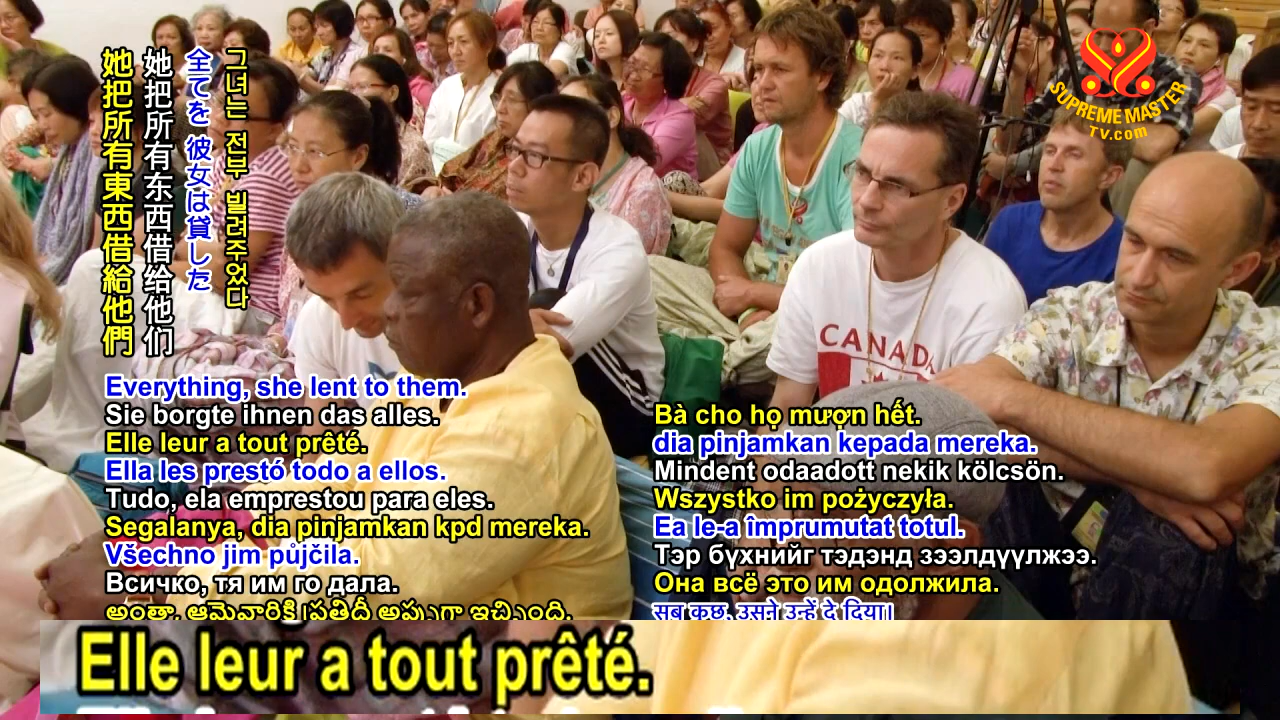 그녀는 전부 빌려주었다
全てを 彼女は貸した
她把所有东西借给他们
她把所有東西借給他們
SUPREME MASTER
TV.com
CANADA
Everything, she lent to them.
Sie borgte ihnen das alles.
Elle leur a tout prêté.
Ella les prestó todo a ellos.
Tudo, ela emprestou para eles.
Segalanya, dia pinjamkan kpd mereka.
Všechno jim půjčila.
Всичко, тя им го дала.
అంతా, ఆమెవారికి ప్రతిదీ అప్పుగా ఇచ్చింది.
Bà cho họ mượn hết.
dia pinjamkan kepada mereka.
Mindent odaadott nekik kölcsön.
Wszystko im pożyczyła.
Ea le-a împrumutat totul.
Тэр бүхнийг тэдэнд зээлдүүлжээ.
Она всё это им одолжила.
सब कुछ, उसने उन्हें दे दिया।
Elle leur a tout prêté.